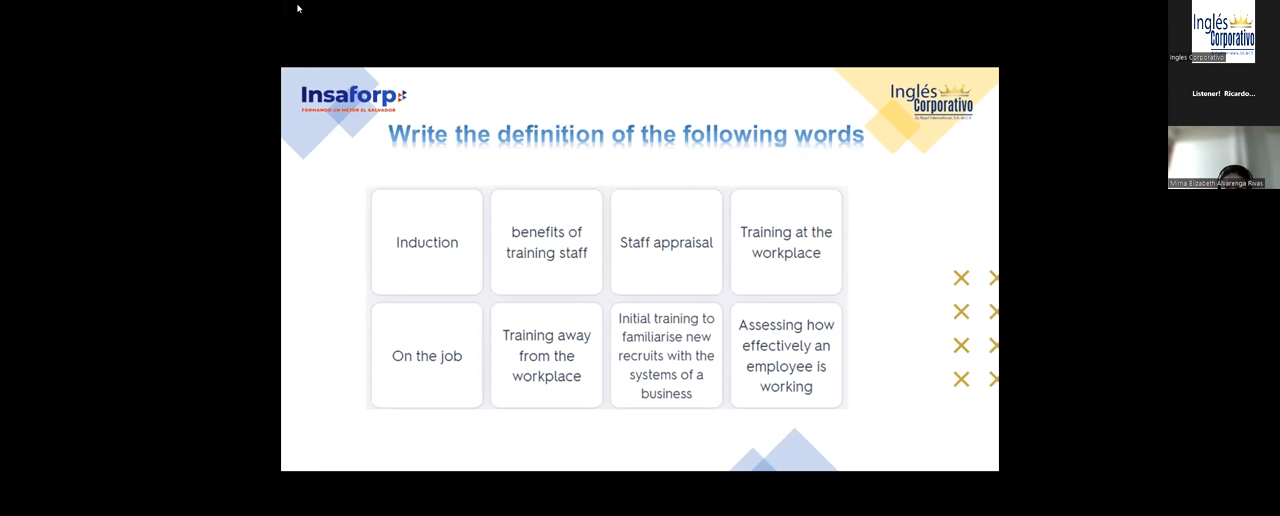 Insaforp
FORMANDO UN MEJOR EL SALVADOR
Inglés
Corporativo
Write the definition of the following words
Induction
benefits of
training staff
Staff appraisal
Training at the
workplace
On the job
Training away
from the
workplace
Initial training to
familiarise new
recruits with the
systems of a
business
Assessing how
effectively an
employee is
working
Inglés
Corporativo
Ingles Corporativo
Listener! Ricardo...
Mirna Elizabeth Alvarenga Rivas